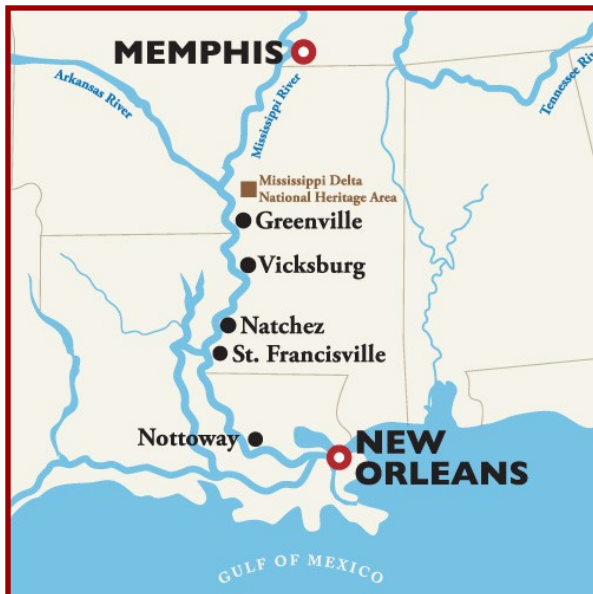 MEMPHIS
Arkansas River
Mississippi River
Tennessee Riv
Mississippi Delta
National Heritage Area
Greenville
Vicksburg
Natchez
St. Francisville
Nottoway
NEW
ORLEANS
GULF OF MEXICO